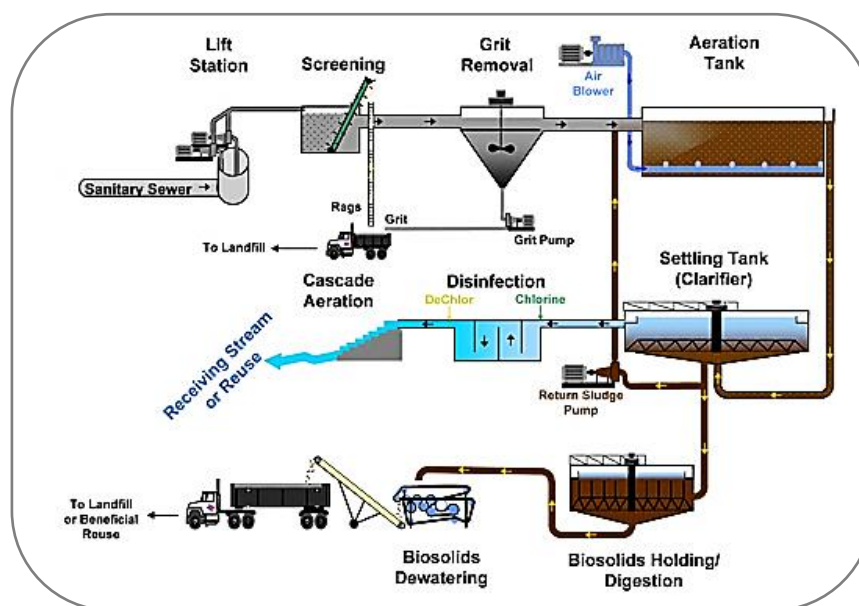 Lift
Station
Screening
Grit
Removal
Aeration
Tank
Air
Blower
Sanitary Sewer
Rags
Grit
Grit Pump
To Landfill
Settling Tank
(Clarifier)
Cascade
Aeration
Disinfection
DeChlor
Chlorine
Receiving Stream
or Reuse
Return Sludge
Pump
To Landfill
or Beneficial
Reuse
Biosolids
Dewatering
Biosolids Holding/
Digestion